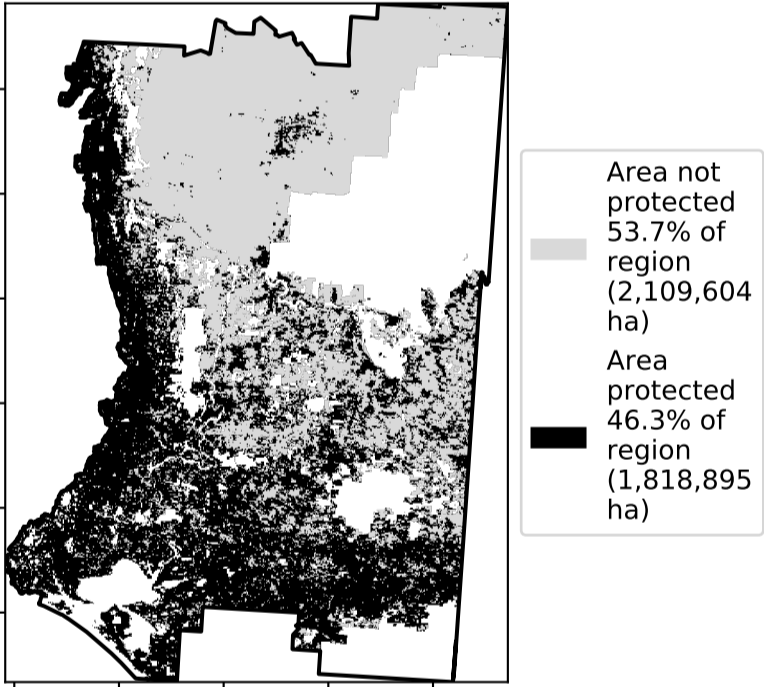 Area not
protected
53.7% of
region
(2,109,604
ha)
Area
protected
46.3% of
region
(1,818,895
ha)